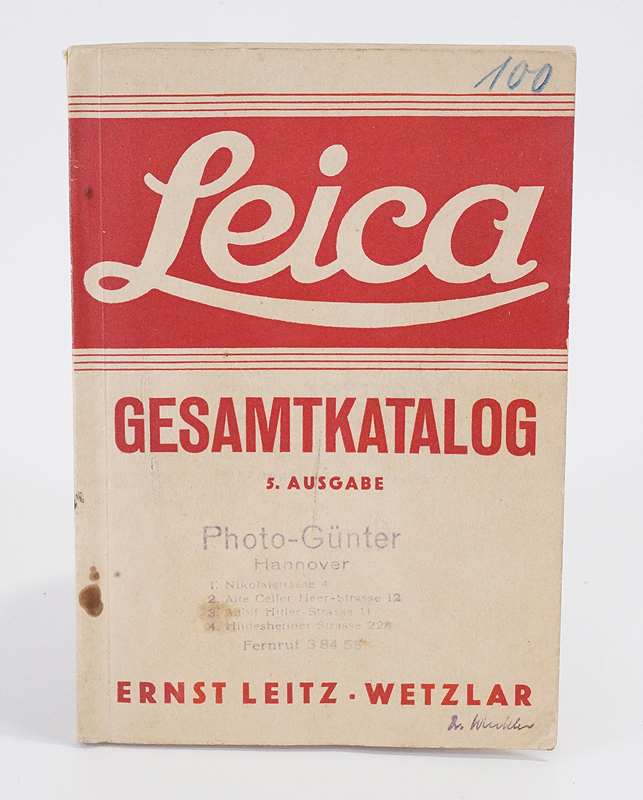 100
Leica
GESAMTKATALOG
5. AUSGABE
Photo-Günter
Hannover
1. Nikolaistrasse 4
2. Alte Celler Heer-Strasse 12
3. Adolf Hitler-Strasse 11
4. Hildesheimer Strasse 228
Fernruf 3 84 55
ERNST LEITZ · WETZLAR